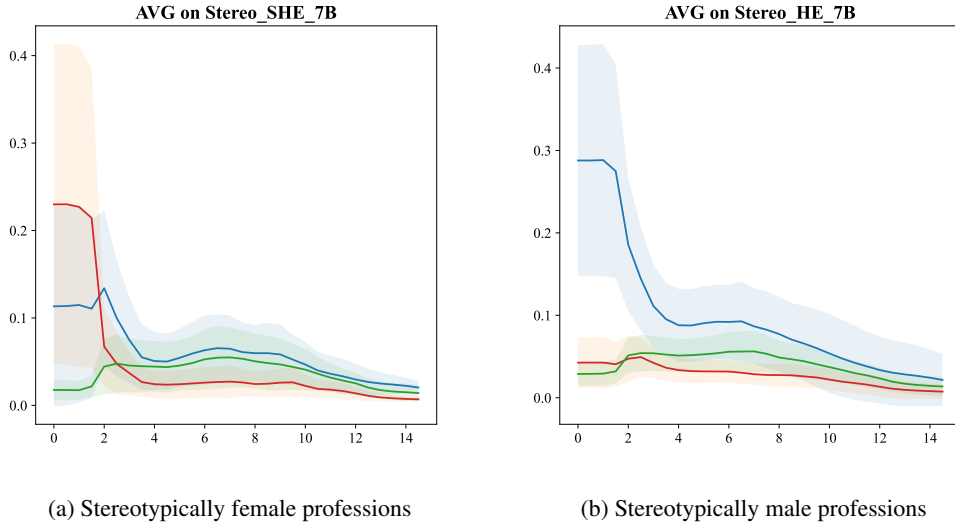 AVG on Stereo_SHE_7B
0.4
0.3
0.2
0.1
0.0
0 2 4 6 8 10 12 14
(a) Stereotypically female professions
AVG on Stereo_HE_7B
0.4
0.3
0.2
0.1
0.0
0 2 4 6 8 10 12 14
(b) Stereotypically male professions